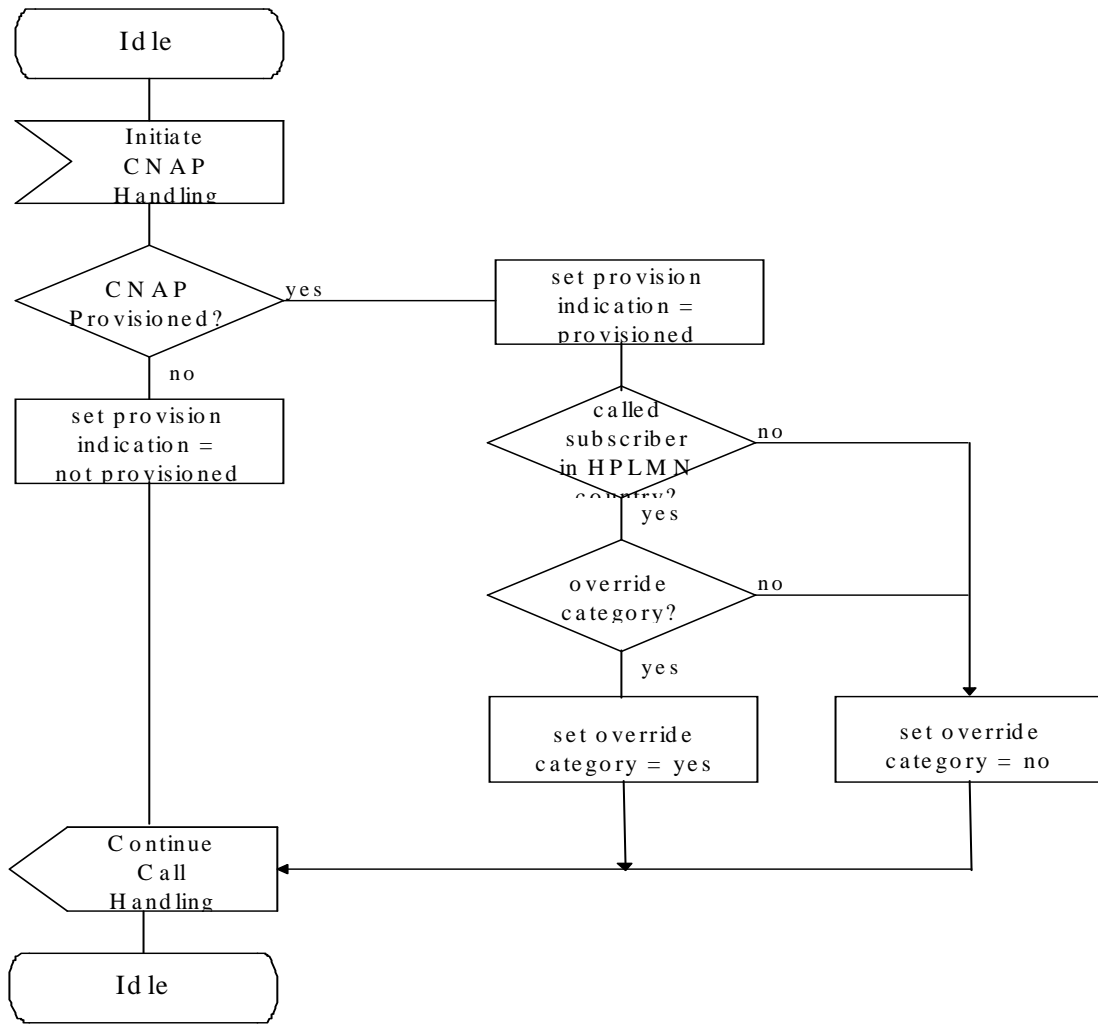 Idle
Initiate
CNAP
Handling
CNAP
Provisioned?
yes
set provision
indication =
provisioned
no
set provision
indication =
not provisioned
called
subscriber
in HPLMN
country?
no
yes
override
category?
no
yes
set override
category = yes
set override
category = no
Continue
Call
Handling
Idle